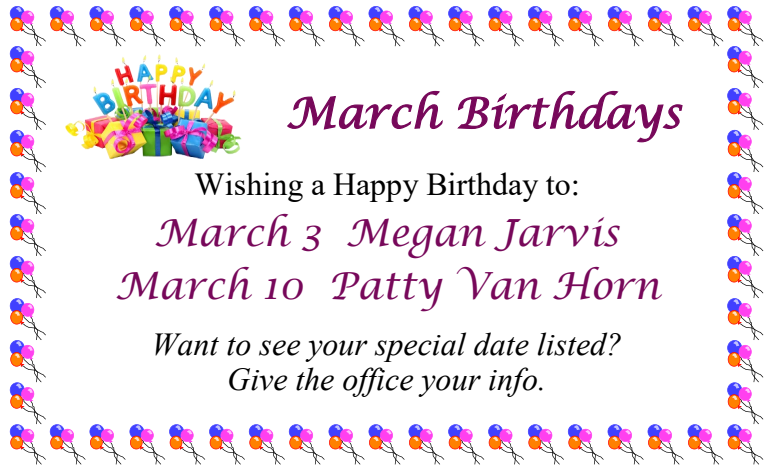 HAPPY
BIRTHDAY
March Birthdays
Wishing a Happy Birthday to:
March 3 Megan Jarvis
March 10 Patty Van Horn
Want to see your special date listed?
Give the office your info.